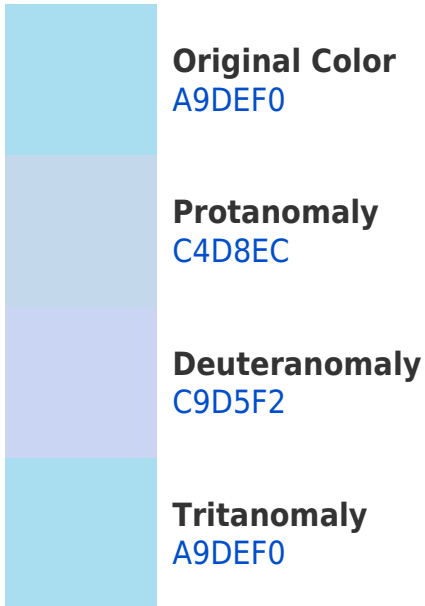 Original Color
A9DEF0
Protanomaly
C4D8EC
Deuteranomaly
C9D5F2
Tritanomaly
A9DEF0